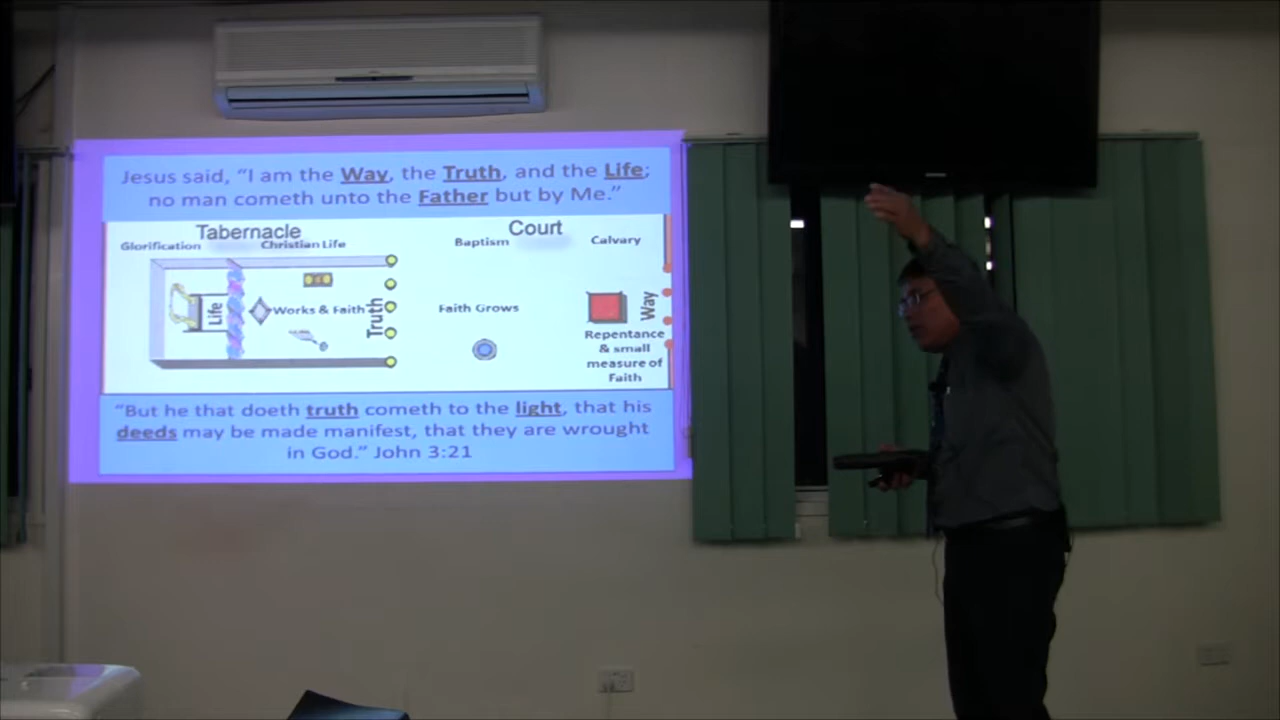 Jesus said, "I am the Way, the Truth, and the Life;
no man cometh unto the Father but by Me."
Tabernacle
Court
Glorification
Christian Life
Baptism
Calvary
Life
Works & Faith
Truth
Faith Grows
Way
Repentance
& small
measure of
Faith
"But he that doeth truth cometh to the light, that his
deeds may be made manifest, that they are wrought
in God." John 3:21